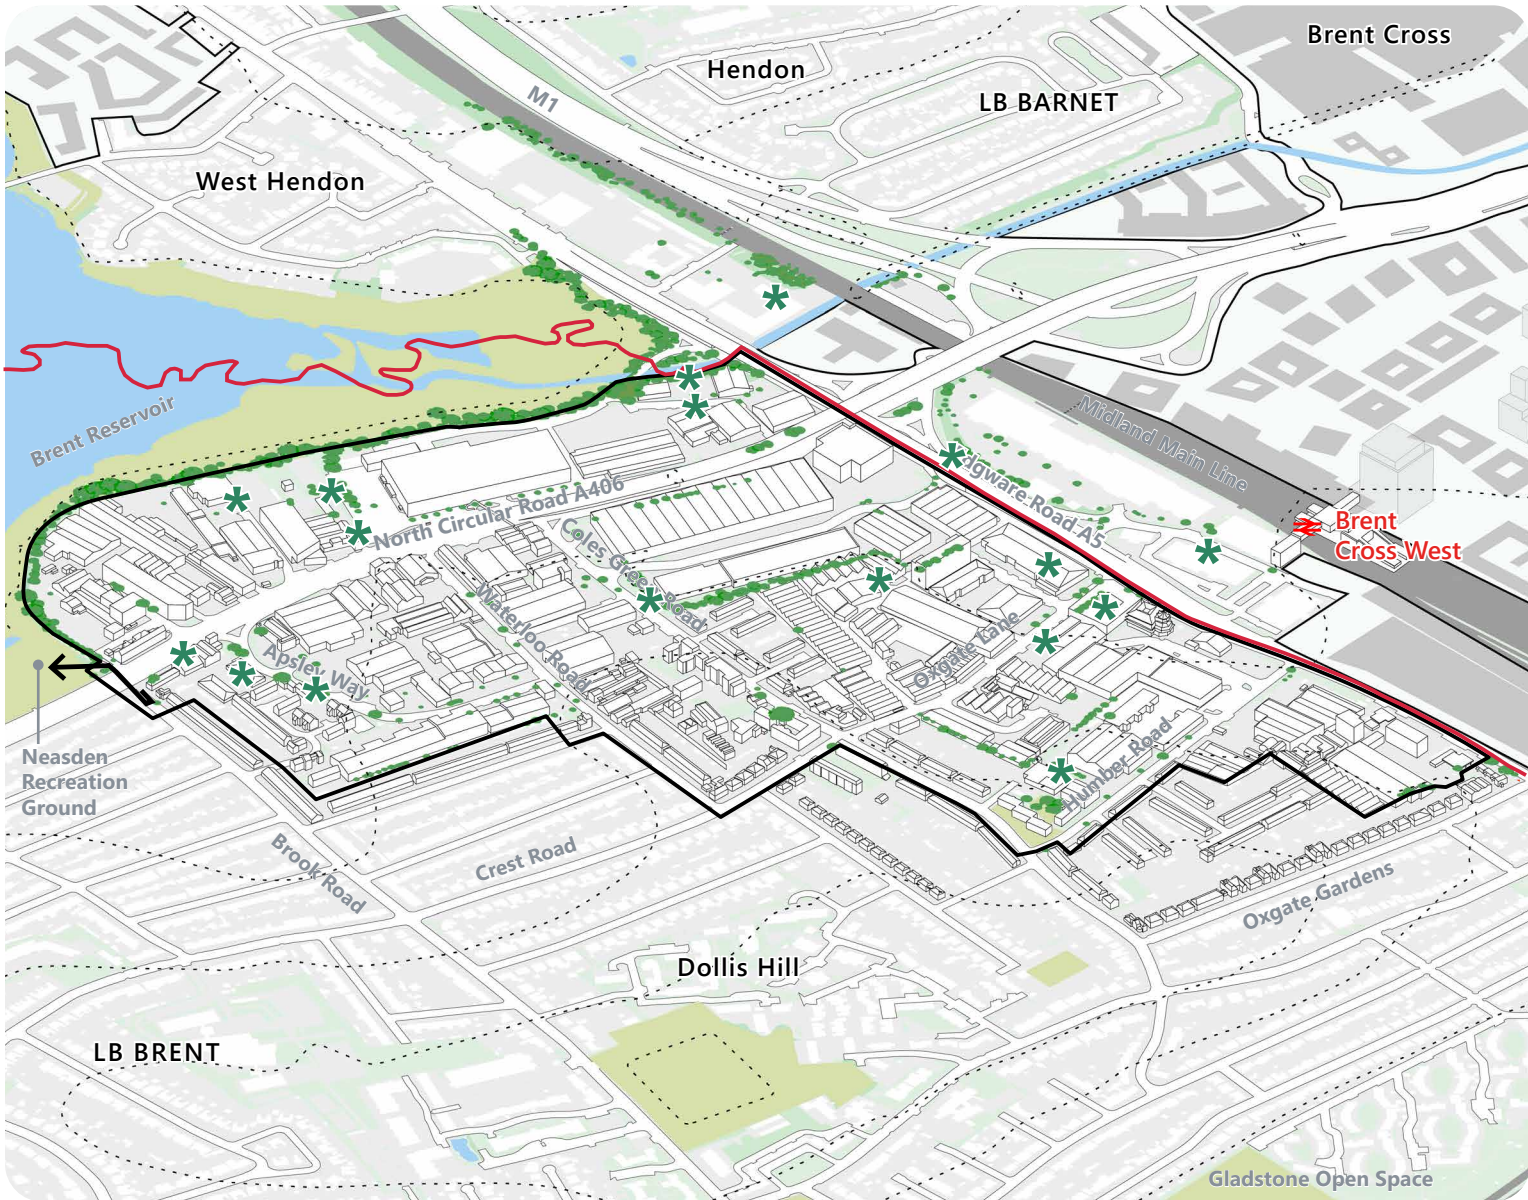 Brent Cross
Hendon
LB BARNET
M1
West Hendon
Brent Reservoir
Midland Main Line
dgware Road A5
North Circular Road A406
Brent
Cross West
Coles Green Road
Waterloo Road
Oxgate Lane
Apsley Way
Humber Road
Neasden
Recreation
Ground
Brook Road
Crest Road
Oxgate Gardens
Dollis Hill
LB BRENT
Gladstone Open Space